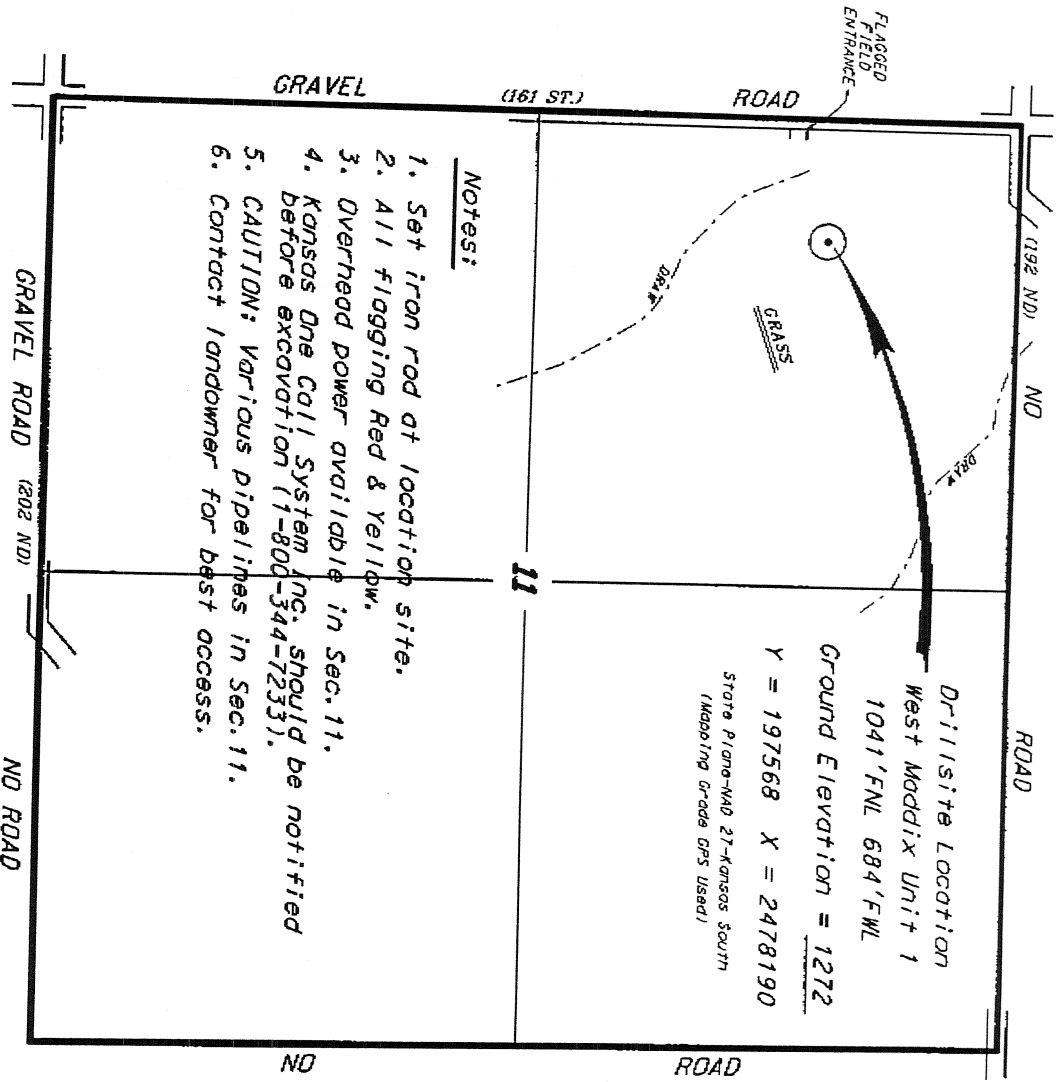 FLAGGED
FIELD
ENTRANCE
(192 ND)
NO
ROAD
Drillsite Location
West Maddix Unit 1
1041'FNL 684'FWL
Ground Elevation = 1272
Y = 197568 X = 2478190
State Plane-NAD 27-Kansas South
(Mapping Grade GPS Used)
GRAVEL
(161 ST.)
ROAD
GRASS
DRAW
DRAW
11
Notes:
1. Set iron rod at location site.
2. All flagging Red & Yellow.
3. Overhead power available in Sec.11.
4. Kansas One Call System Inc. should be notified
before excavation (1-800-344-7233).
5. CAUTION: Various pipelines in Sec.11.
6. Contact landowner for best access.
NO
ROAD
GRAVEL ROAD (202 ND)
NO ROAD